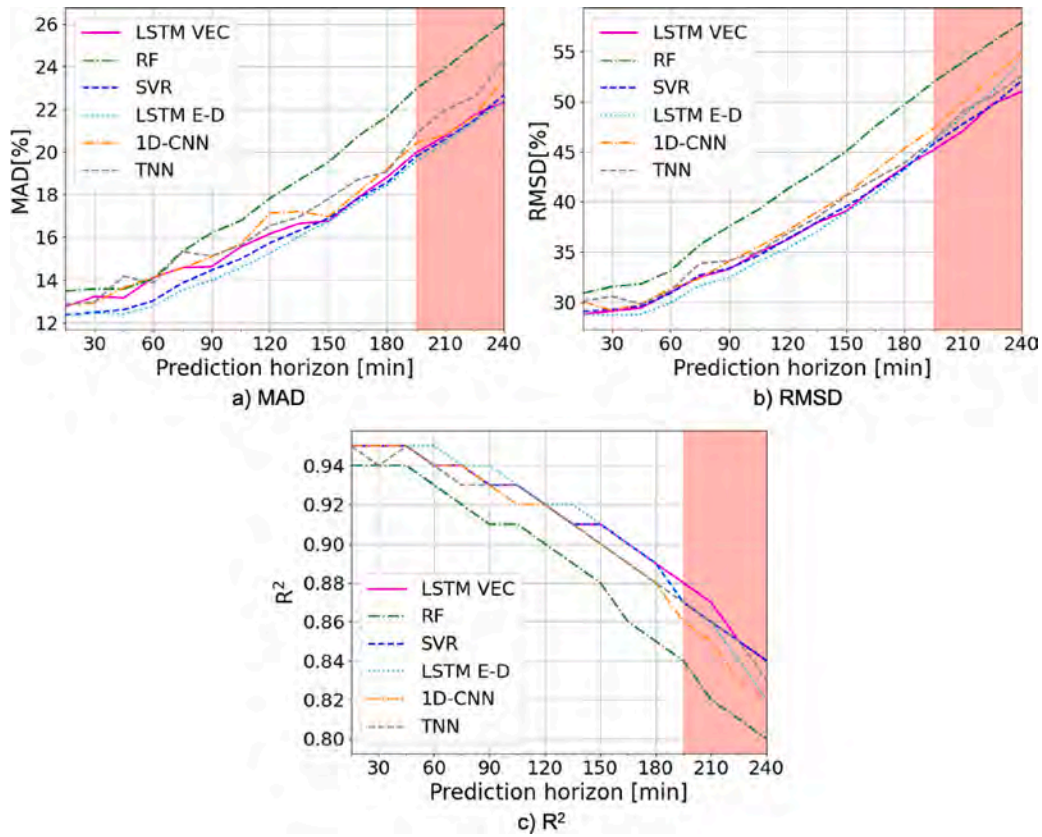 MAD[%]
26
24
22
20
18
16
14
12
LSTM VEC
RF
SVR
LSTM E-D
1D-CNN
TNN
30 60 90 120 150 180 210 240
Prediction horizon [min]
a) MAD
RMSD[%]
55
50
45
40
35
30
LSTM VEC
RF
SVR
LSTM E-D
1D-CNN
TNN
30 60 90 120 150 180 210 240
Prediction horizon [min]
b) RMSD
R²
0.94
0.92
0.90
0.88
0.86
0.84
0.82
0.80
LSTM VEC
RF
SVR
LSTM E-D
1D-CNN
TNN
30 60 90 120 150 180 210 240
Prediction horizon [min]
c) R²